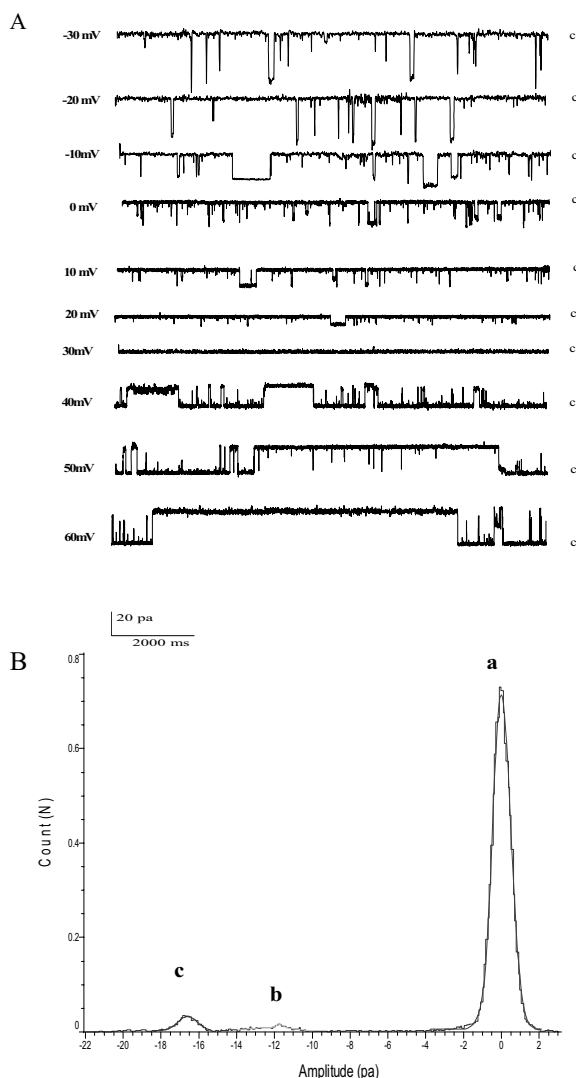 A
-30 mV c
-20 mV c
-10mV c
0 mV c
10 mV c
20 mV c
30mV c
40mV c
50mV c
60mV c
20 pa
2000 ms
B
a
b
c
0.8
0.6
0.4
0.2
0
Count (N)
-22 -20 -18 -16 -14 -12 -10 -8 -6 -4 -2 0 2
Amplitude (pa)